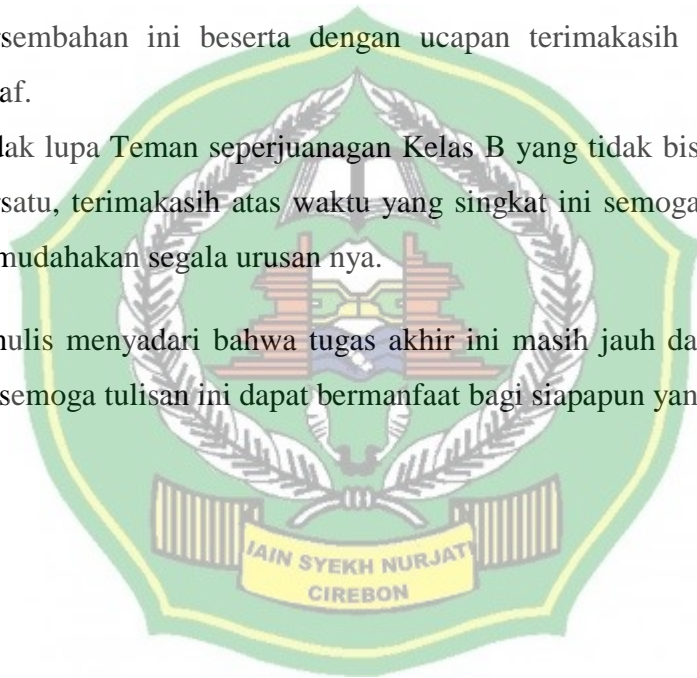 rsembahan ini beserta dengan ucapan terimakasih
af.
dak lupa Teman seperjuanagan Kelas B yang tidak bis
rsatu, terimakasih atas waktu yang singkat ini semoga
mudahakan segala urusan nya.
nulis menyadari bahwa tugas akhir ini masih jauh da
semoga tulisan ini dapat bermanfaat bagi siapapun yan
IAIN SYEKH NURJATI
CIREBON